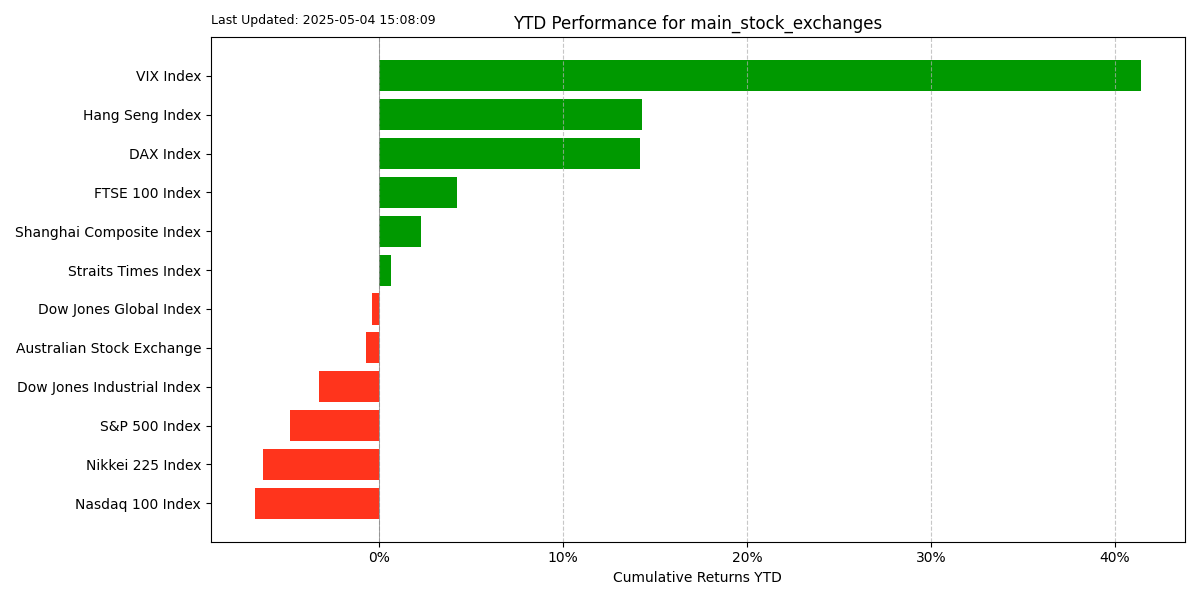 Last Updated: 2025-05-04 15:08:09
YTD Performance for main_stock_exchanges
VIX Index
Hang Seng Index
DAX Index
FTSE 100 Index
Shanghai Composite Index
Straits Times Index
Dow Jones Global Index
Australian Stock Exchange
Dow Jones Industrial Index
S&P 500 Index
Nikkei 225 Index
Nasdaq 100 Index
0% 10% 20% 30% 40%
Cumulative Returns YTD